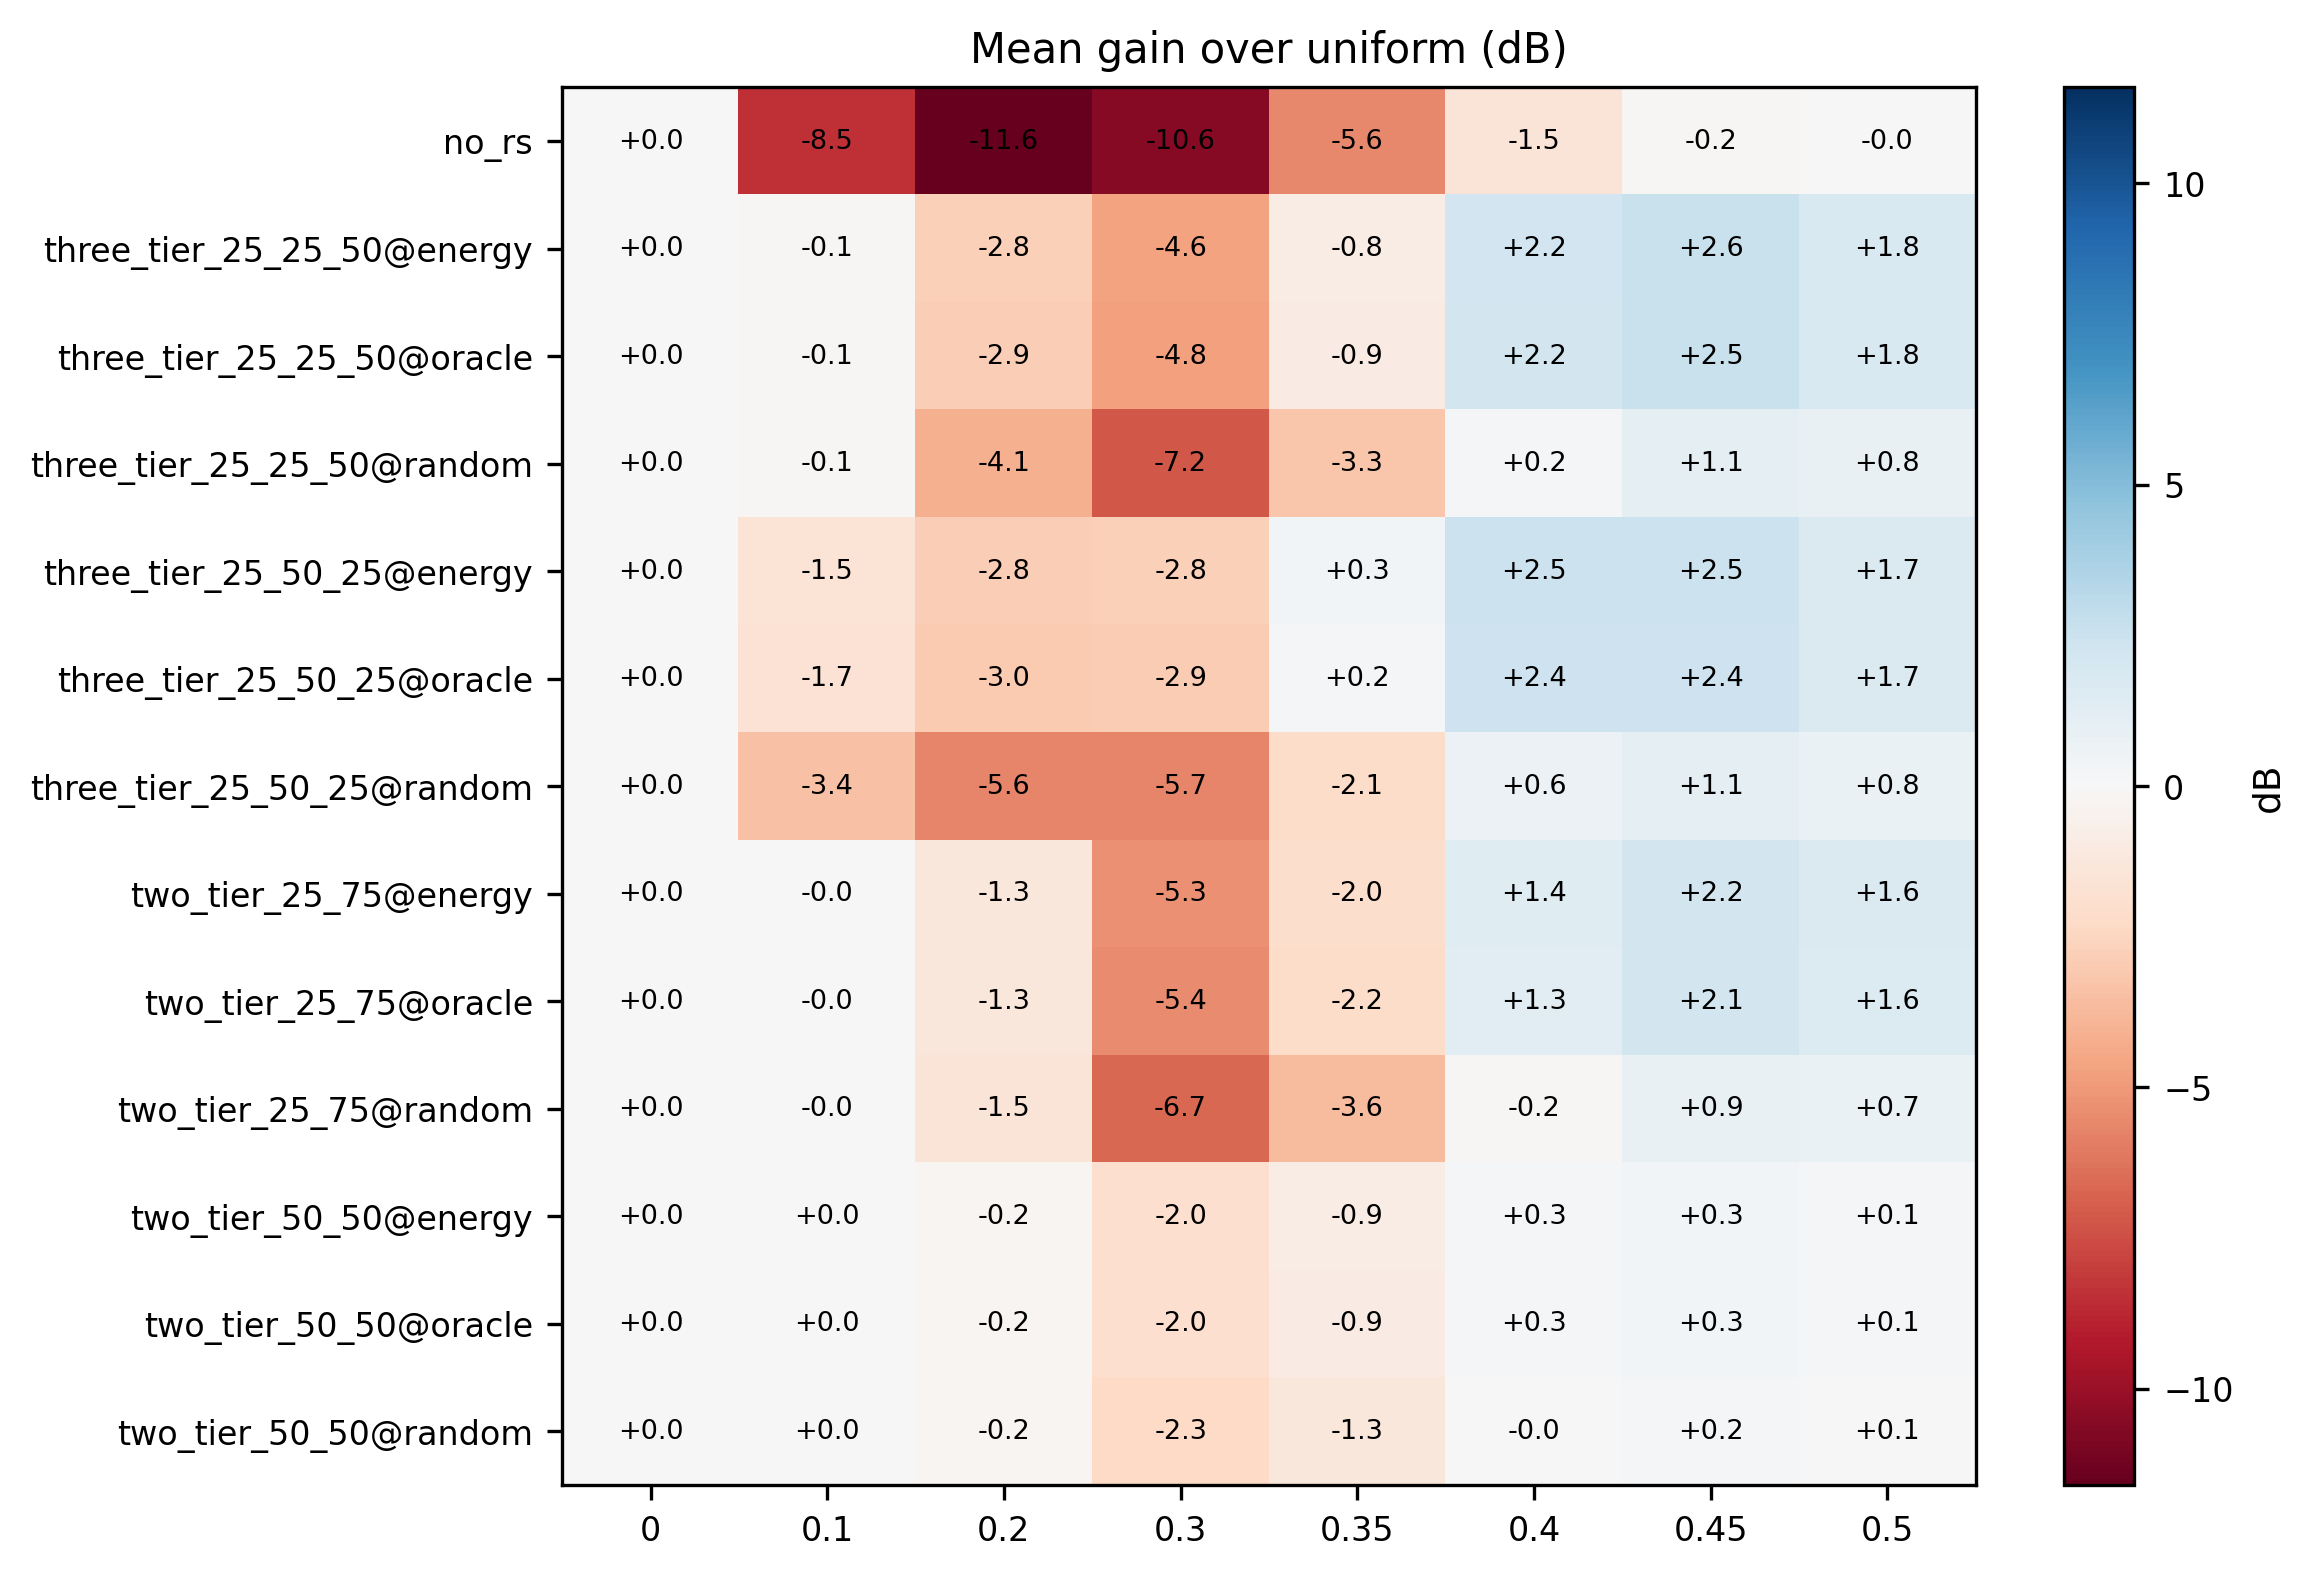 Mean gain over uniform (dB)
no_rs +0.0 -8.5 -11.6 -10.6 -5.6 -1.5 -0.2 -0.0
three_tier_25_25_50@energy +0.0 -0.1 -2.8 -4.6 -0.8 +2.2 +2.6 +1.8
three_tier_25_25_50@oracle +0.0 -0.1 -2.9 -4.8 -0.9 +2.2 +2.5 +1.8
three_tier_25_25_50@random +0.0 -0.1 -4.1 -7.2 -3.3 +0.2 +1.1 +0.8
three_tier_25_50_25@energy +0.0 -1.5 -2.8 -2.8 +0.3 +2.5 +2.5 +1.7
three_tier_25_50_25@oracle +0.0 -1.7 -3.0 -2.9 +0.2 +2.4 +2.4 +1.7
three_tier_25_50_25@random +0.0 -3.4 -5.6 -5.7 -2.1 +0.6 +1.1 +0.8
two_tier_25_75@energy +0.0 -0.0 -1.3 -5.3 -2.0 +1.4 +2.2 +1.6
two_tier_25_75@oracle +0.0 -0.0 -1.3 -5.4 -2.2 +1.3 +2.1 +1.6
two_tier_25_75@random +0.0 -0.0 -1.5 -6.7 -3.6 -0.2 +0.9 +0.7
two_tier_50_50@energy +0.0 +0.0 -0.2 -2.0 -0.9 +0.3 +0.3 +0.1
two_tier_50_50@oracle +0.0 +0.0 -0.2 -2.0 -0.9 +0.3 +0.3 +0.1
two_tier_50_50@random +0.0 +0.0 -0.2 -2.3 -1.3 -0.0 +0.2 +0.1
0 0.1 0.2 0.3 0.35 0.4 0.45 0.5
10
5
0
−5
−10
dB